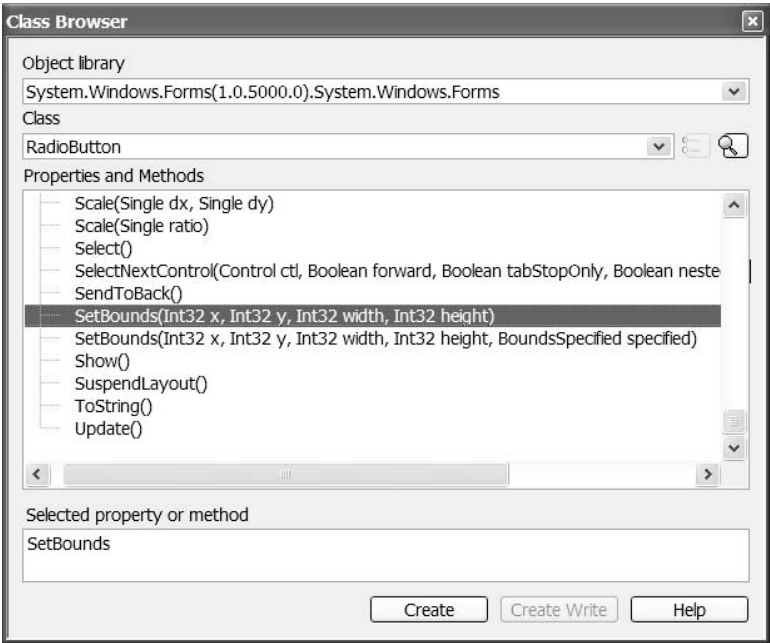 Class Browser
Object library
System.Windows.Forms(1.0.5000.0).System.Windows.Forms
Class
RadioButton
Properties and Methods
Scale(Single dx, Single dy)
Scale(Single ratio)
Select()
SelectNextControl(Control ctl, Boolean forward, Boolean tabStopOnly, Boolean neste
SendToBack()
SetBounds(Int32 x, Int32 y, Int32 width, Int32 height)
SetBounds(Int32 x, Int32 y, Int32 width, Int32 height, BoundsSpecified specified)
Show()
SuspendLayout()
ToString()
Update()
Selected property or method
SetBounds
Create Create Write Help